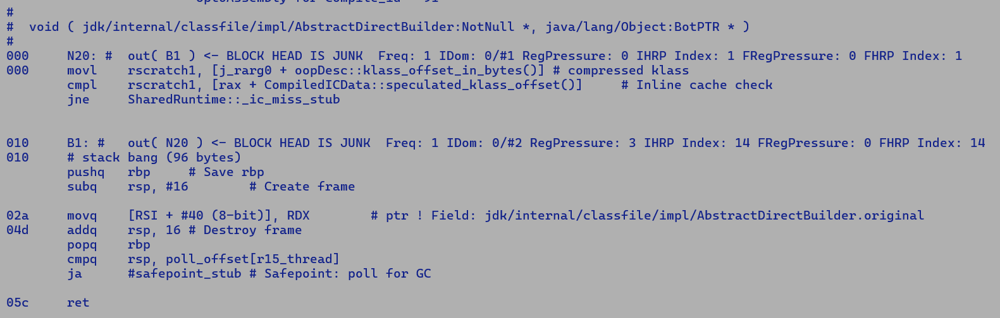 OptoAssembly for Compile_id = 91
#
#  void ( jdk/internal/classfile/impl/AbstractDirectBuilder:NotNull *, java/lang/Object:BotPTR * )
#
000     N20: #  out( B1 ) <- BLOCK HEAD IS JUNK  Freq: 1 IDom: 0/#1 RegPressure: 0 IHRP Index: 1 FRegPressure: 0 FHRP Index: 1
000     movl    rscratch1, [j_rarg0 + oopDesc::klass_offset_in_bytes()] # compressed klass
        cmpl    rscratch1, [rax + CompiledICData::speculated_klass_offset()]     # Inline cache check
        jne     SharedRuntime::_ic_miss_stub
010     B1: #   out( N20 ) <- BLOCK HEAD IS JUNK  Freq: 1 IDom: 0/#2 RegPressure: 3 IHRP Index: 14 FRegPressure: 0 FHRP Index: 14
010     # stack bang (96 bytes)
        pushq   rbp     # Save rbp
        subq    rsp, #16        # Create frame
02a     movq    [RSI + #40 (8-bit)], RDX        # ptr ! Field: jdk/internal/classfile/impl/AbstractDirectBuilder.original
04d     addq    rsp, 16 # Destroy frame
        popq    rbp
        cmpq    rsp, poll_offset[r15_thread]
        ja      #safepoint_stub # Safepoint: poll for GC
05c     ret